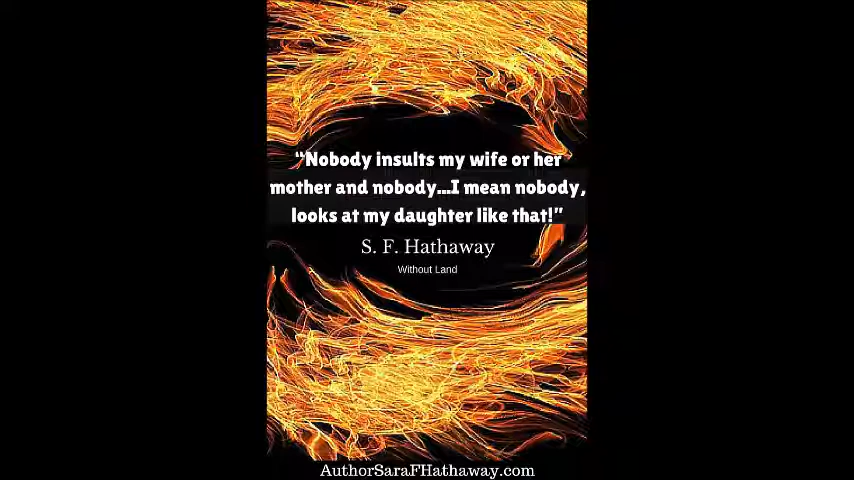 “Nobody insults my wife or her
mother and nobody...I mean nobody,
looks at my daughter like that!”
S. F. Hathaway
Without Land
AuthorSaraFHathaway.com